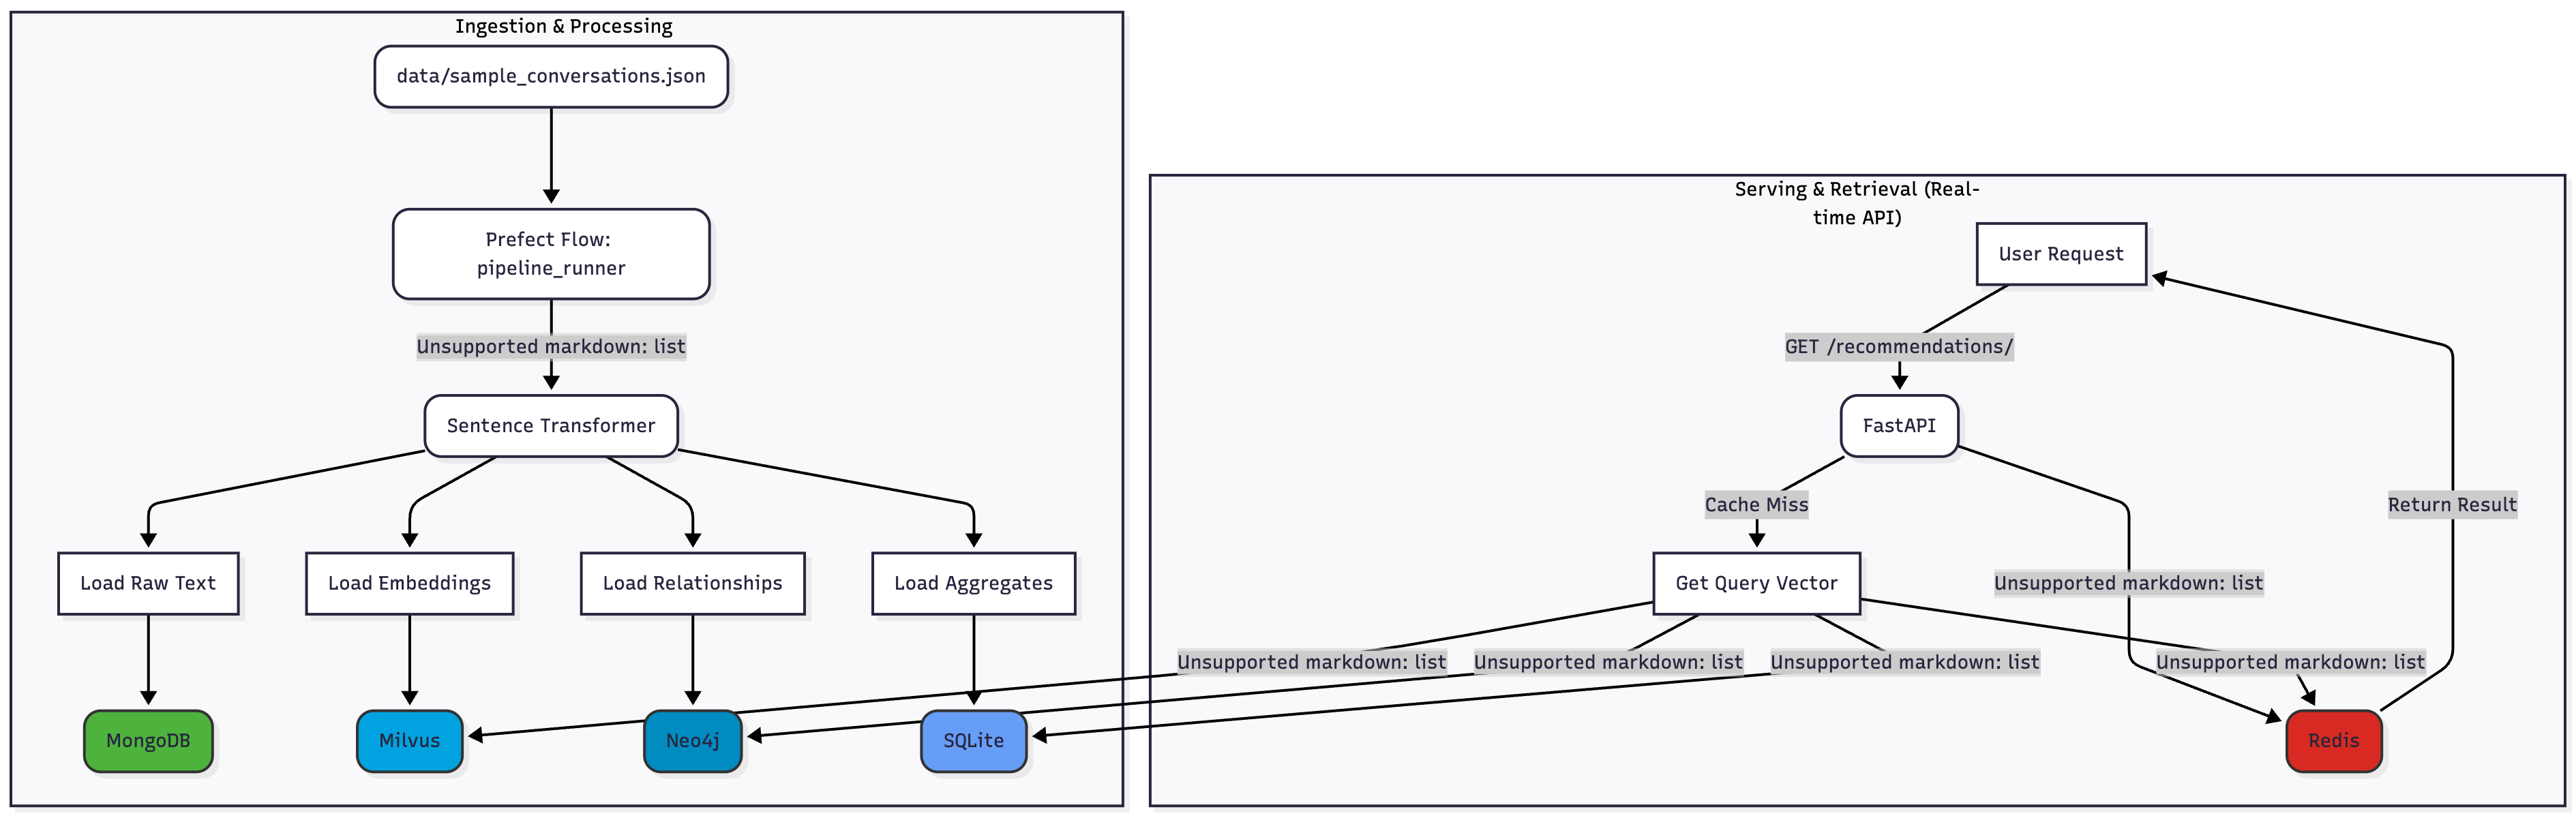 Ingestion & Processing
data/sample_conversations.json
Prefect Flow:
pipeline_runner
Unsupported markdown: list
Sentence Transformer
Load Raw Text
Load Embeddings
Load Relationships
Load Aggregates
MongoDB
Milvus
Neo4j
SQLite
Serving & Retrieval (Real-
time API)
User Request
GET /recommendations/
FastAPI
Cache Miss
Return Result
Get Query Vector
Unsupported markdown: list
Unsupported markdown: list
Unsupported markdown: list
Unsupported markdown: list
Unsupported markdown: list
Redis